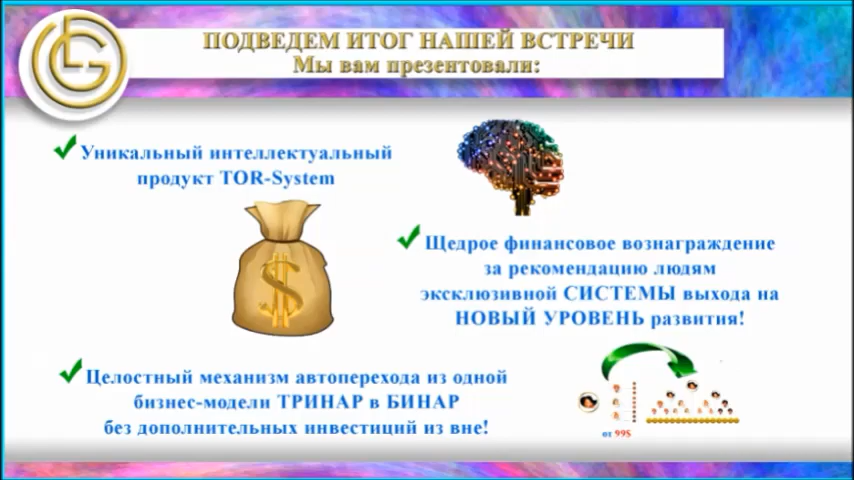 ПОДВЕДЕМ ИТОГ НАШЕЙ ВСТРЕЧИ
Мы вам презентовали:
Уникальный интеллектуальный
продукт TOR-System
Щедрое финансовое вознаграждение
за рекомендацию людям
эксклюзивной СИСТЕМЫ выхода на
НОВЫЙ УРОВЕНЬ развития!
Целостный механизм автоперехода из одной
бизнес-модели ТРИНАР в БИНАР
без дополнительных инвестиций из вне!
от 99$